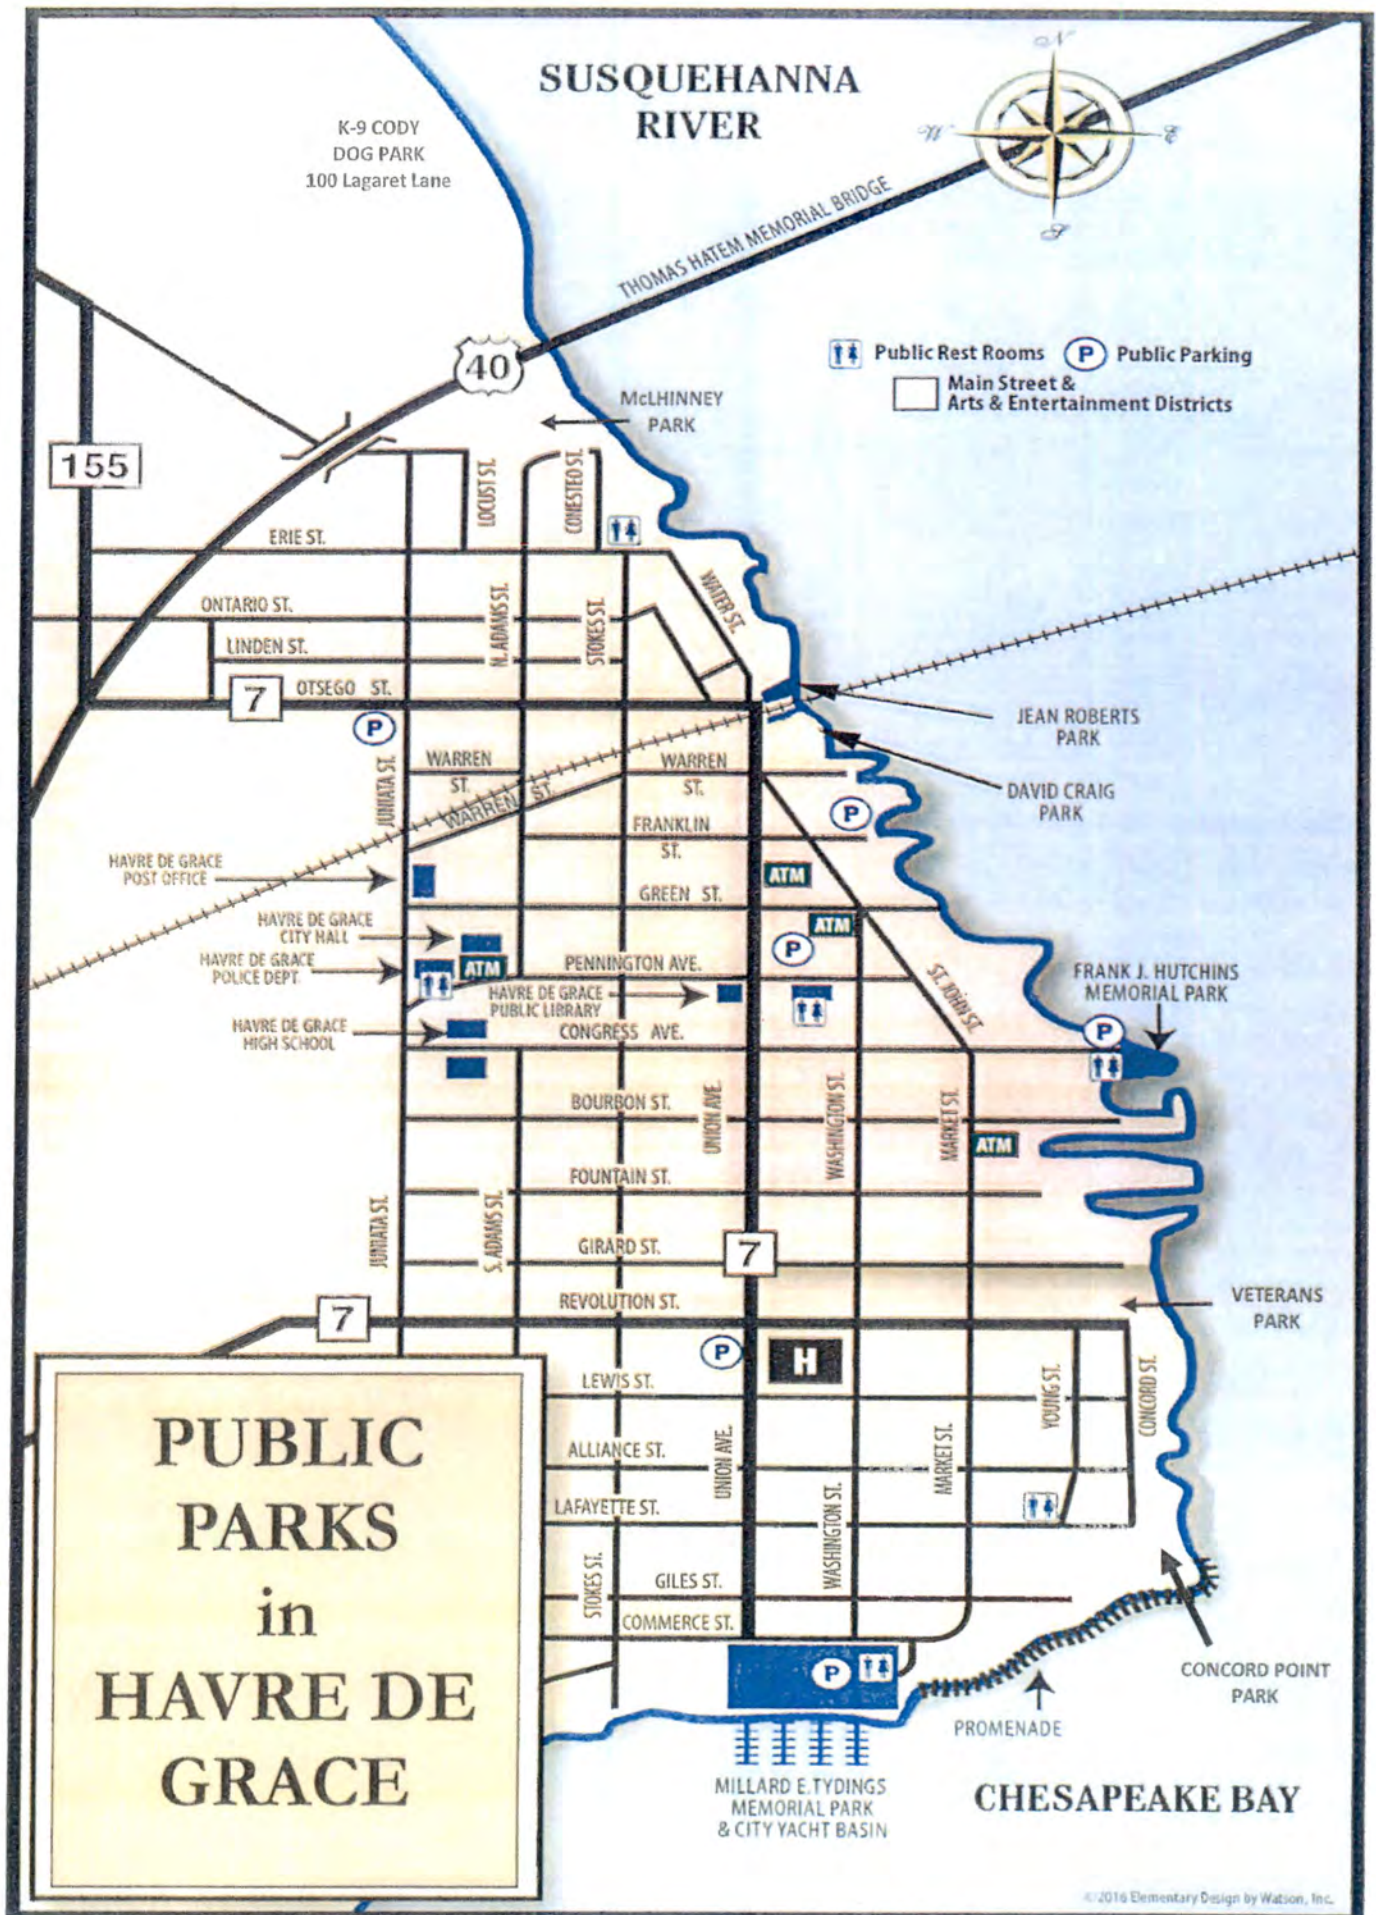 SUSQUEHANNA
RIVER
N
W
E
S
K-9 CODY
DOG PARK
100 Lagaret Lane
THOMAS HATEM MEMORIAL BRIDGE
Public Rest Rooms
P Public Parking
Main Street &
Arts & Entertainment Districts
40
McLHINNEY
PARK
155
LOCUST ST.
CONESTEO ST.
ERIE ST.
WATER ST.
ONTARIO ST.
N. ADAMS ST.
STOKES ST.
LINDEN ST.
7
OTSEGO ST.
P
JEAN ROBERTS
PARK
JUNIATA ST.
WARREN
ST.
WARREN
ST.
WARREN ST.
DAVID CRAIG
PARK
P
FRANKLIN
ST.
HAVRE DE GRACE
POST OFFICE
ATM
GREEN ST.
HAVRE DE GRACE
CITY HALL
ATM
P
HAVRE DE GRACE
POLICE DEPT.
ATM
PENNINGTON AVE.
ST. JOHN ST.
FRANK J. HUTCHINS
MEMORIAL PARK
HAVRE DE GRACE
PUBLIC LIBRARY
HAVRE DE GRACE
HIGH SCHOOL
CONGRESS AVE.
P
UNION AVE.
WASHINGTON ST.
MARKET ST.
BOURBON ST.
ATM
FOUNTAIN ST.
JUNIATA ST.
S. ADAMS ST.
GIRARD ST.
7
REVOLUTION ST.
7
VETERANS
PARK
P
H
LEWIS ST.
YOUNG ST.
CONCORD ST.
ALLIANCE ST.
UNION AVE.
MARKET ST.
LAFAYETTE ST.
WASHINGTON ST.
STOKES ST.
GILES ST.
COMMERCE ST.
P
CONCORD POINT
PARK
PROMENADE
MILLARD E. TYDINGS
MEMORIAL PARK
& CITY YACHT BASIN
CHESAPEAKE BAY
PUBLIC
PARKS
in
HAVRE DE
GRACE
© 2016 Elementary Design by Watson, Inc.